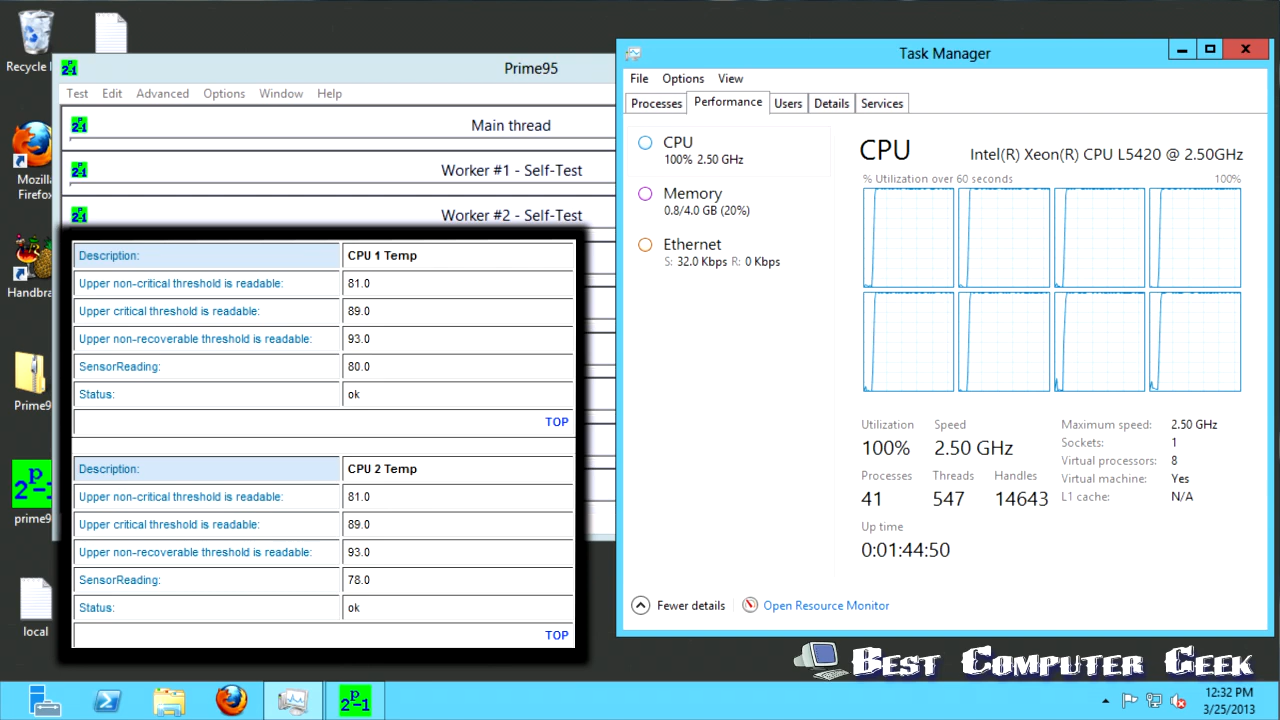 Recycle
Mozill
Firefox
Handbra
Prime9
prime9
local
Prime95
Test Edit Advanced Options Window Help
Main thread
Worker #1 - Self-Test
Worker #2 - Self-Test
Description: CPU 1 Temp
Upper non-critical threshold is readable: 81.0
Upper critical threshold is readable: 89.0
Upper non-recoverable threshold is readable: 93.0
SensorReading: 80.0
Status: ok
TOP
Description: CPU 2 Temp
Upper non-critical threshold is readable: 81.0
Upper critical threshold is readable: 89.0
Upper non-recoverable threshold is readable: 93.0
SensorReading: 78.0
Status: ok
TOP
Task Manager
File Options View
Processes Performance Users Details Services
CPU
100% 2.50 GHz
Memory
0.8/4.0 GB (20%)
Ethernet
S: 32.0 Kbps R: 0 Kbps
CPU Intel(R) Xeon(R) CPU L5420 @ 2.50GHz
% Utilization over 60 seconds 100%
Utilization Speed
100% 2.50 GHz
Processes Threads Handles
41 547 14643
Up time
0:01:44:50
Maximum speed: 2.50 GHz
Sockets: 1
Virtual processors: 8
Virtual machine: Yes
L1 cache: N/A
Fewer details Open Resource Monitor
Best Computer Geek
12:32 PM
3/25/2013